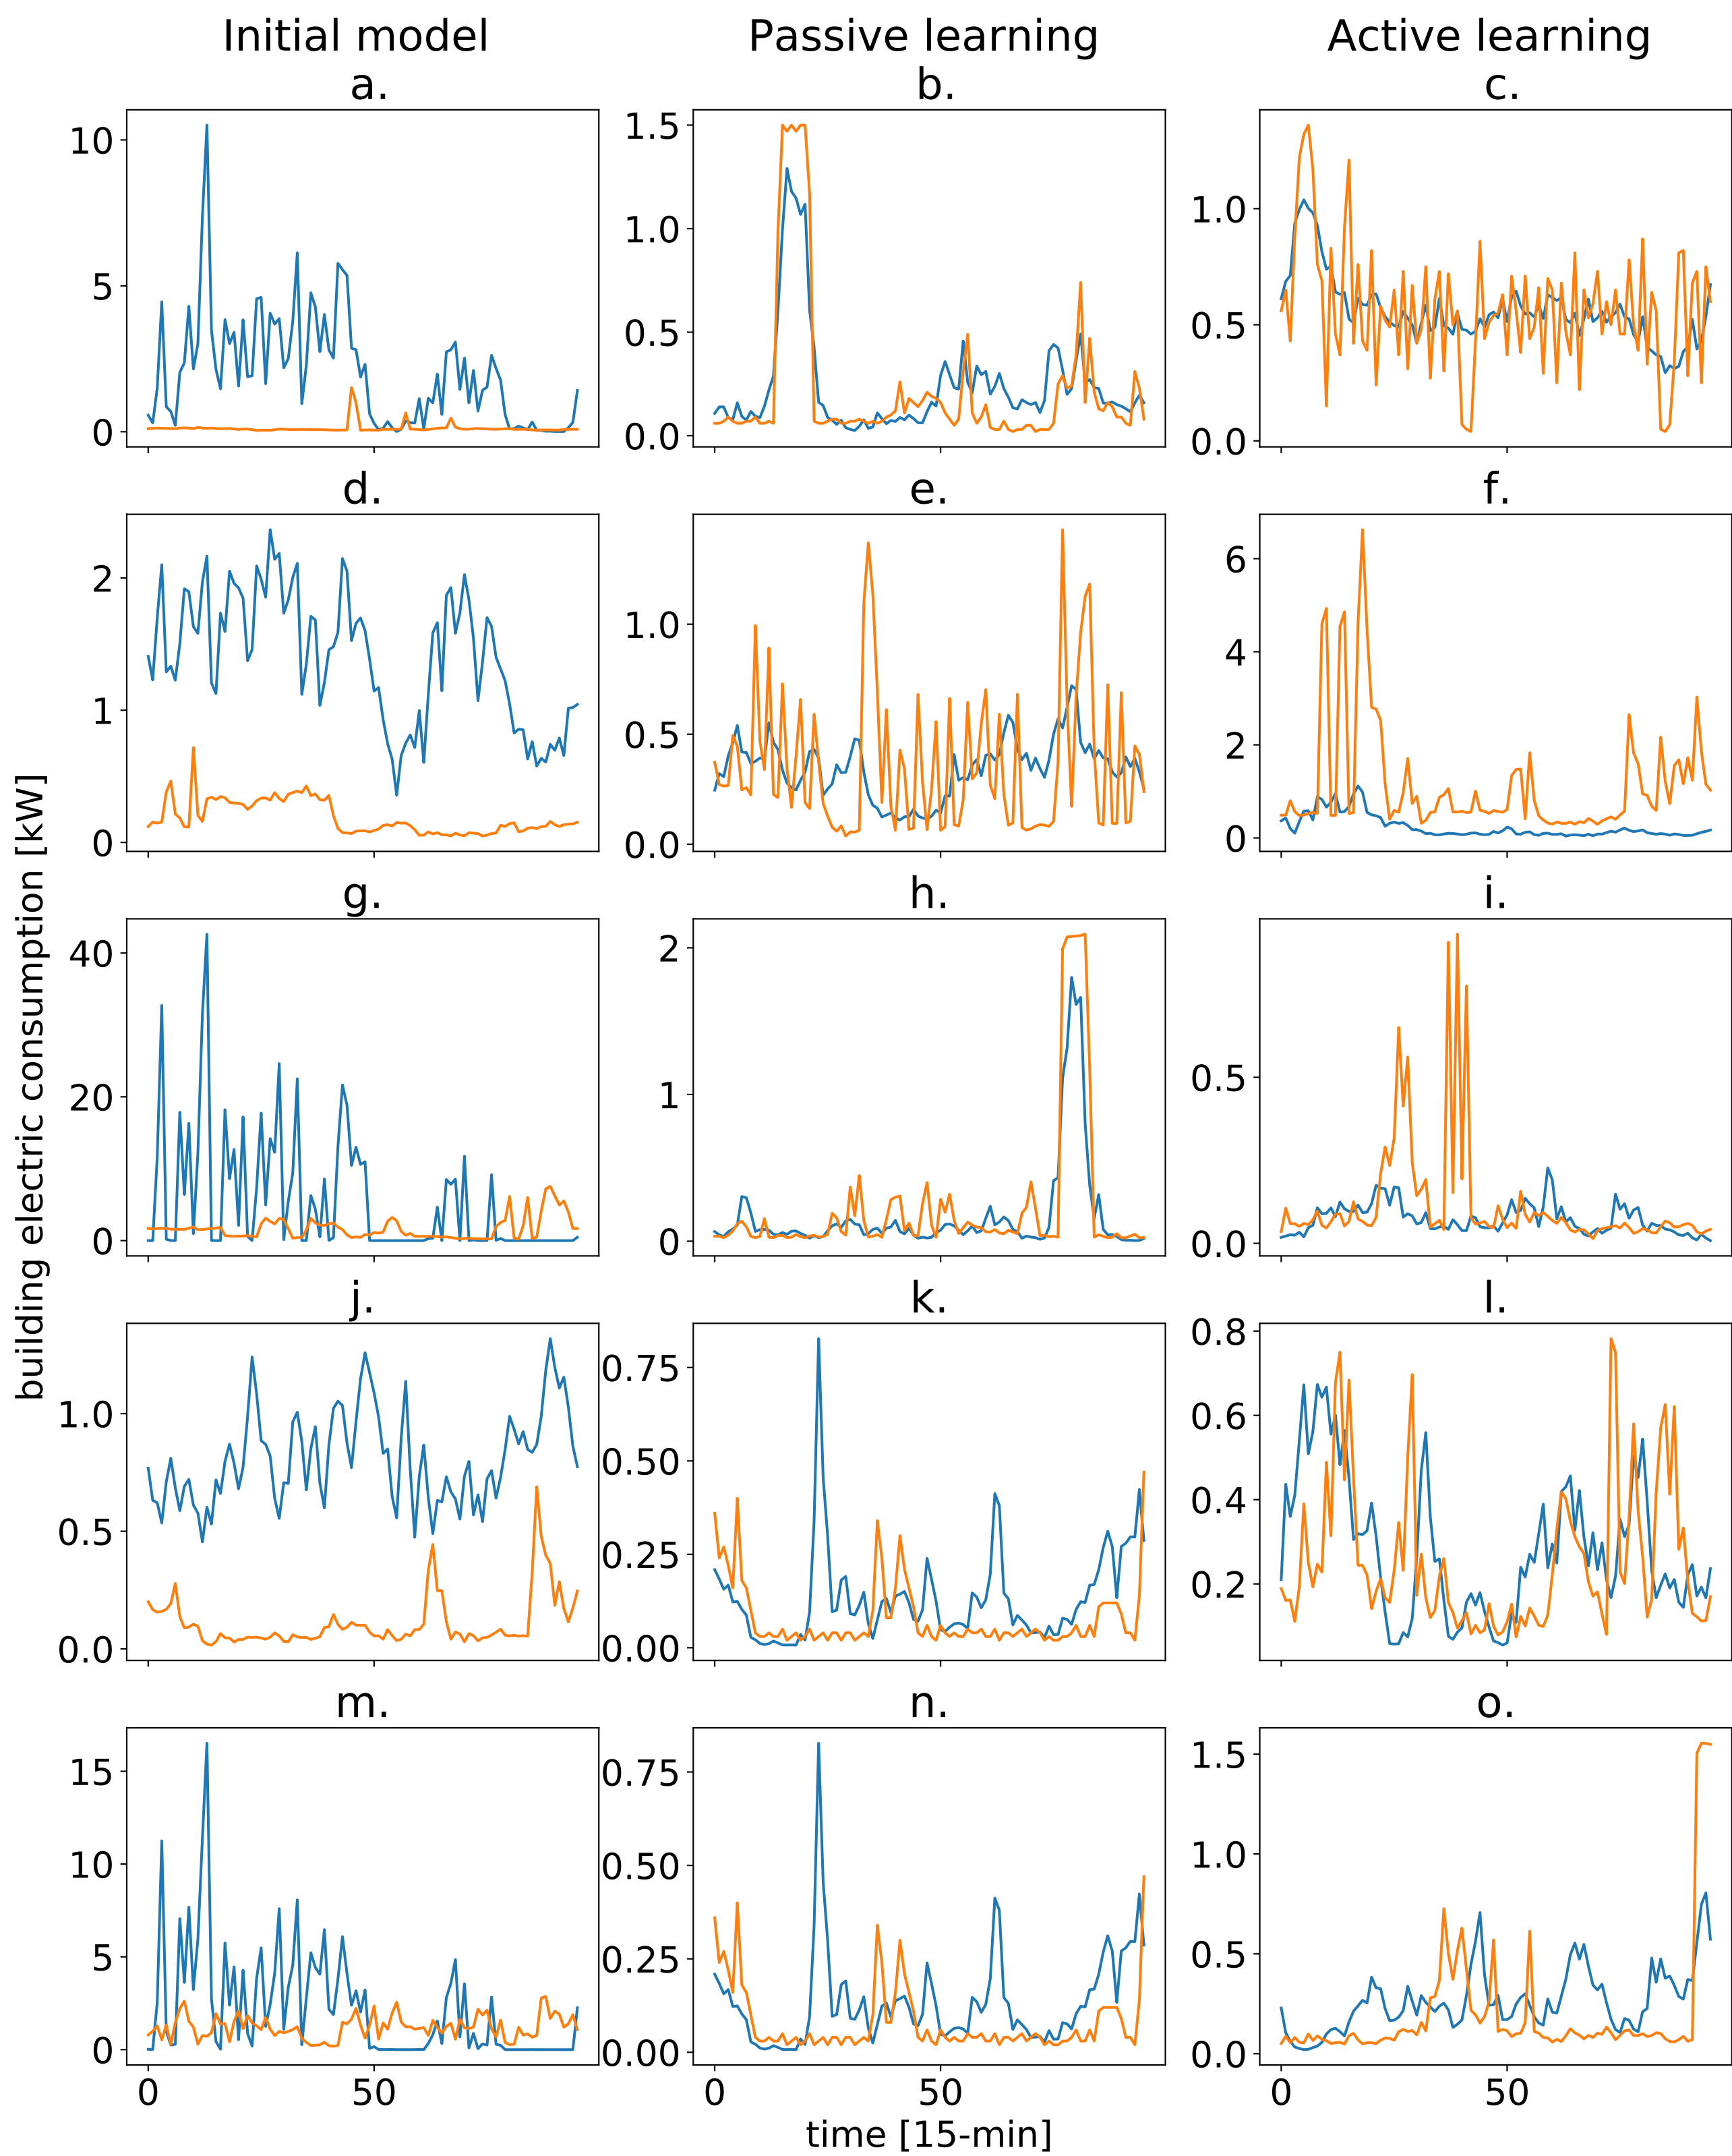 Initial model
Passive learning
Active learning
a.
b.
c.
10
5
0
1.5
1.0
0.5
0.0
1.0
0.5
0.0
d.
e.
f.
2
1
0
1.0
0.5
0.0
6
4
2
0
g.
h.
i.
40
20
0
2
1
0
0.5
0.0
building electric consumption [kW]
j.
k.
l.
1.0
0.5
0.0
0.75
0.50
0.25
0.00
0.8
0.6
0.4
0.2
m.
n.
o.
15
10
5
0
0.75
0.50
0.25
0.00
1.5
1.0
0.5
0.0
0 50
0 50
0 50
time [15-min]